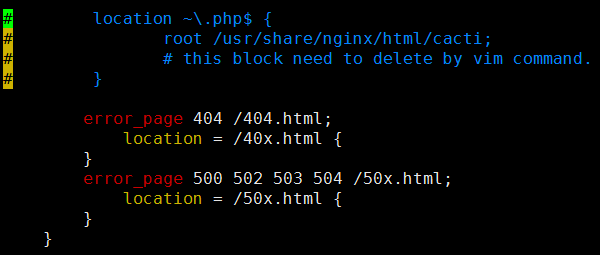 #        location ~\.php$ {
#               root /usr/share/nginx/html/cacti;
#               # this block need to delete by vim command.
#        }
        error_page 404 /404.html;
            location = /40x.html {
        }
        error_page 500 502 503 504 /50x.html;
            location = /50x.html {
        }
    }